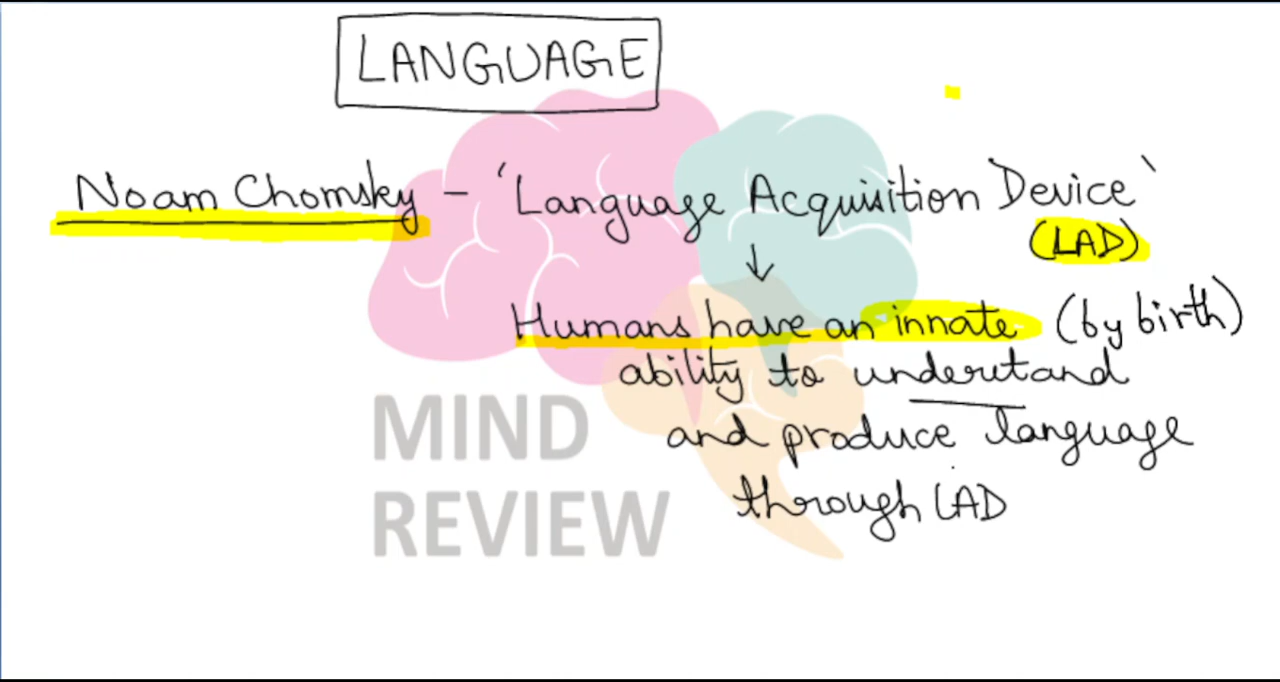 LANGUAGE
Noam Chomsky - 'Language Acquisition Device'
(LAD)
↓
Humans have an innate (by birth)
ability to understand
and produce language
through LAD
MIND
REVIEW